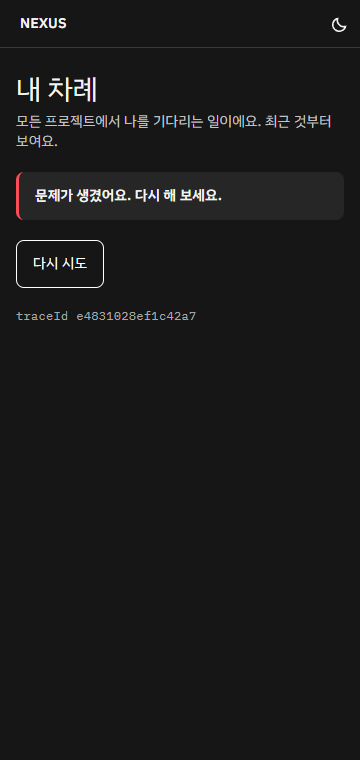 NEXUS
내 차례
모든 프로젝트에서 나를 기다리는 일이에요. 최근 것부터
보여요.
문제가 생겼어요. 다시 해 보세요.
다시 시도
traceId e4831028ef1c42a7